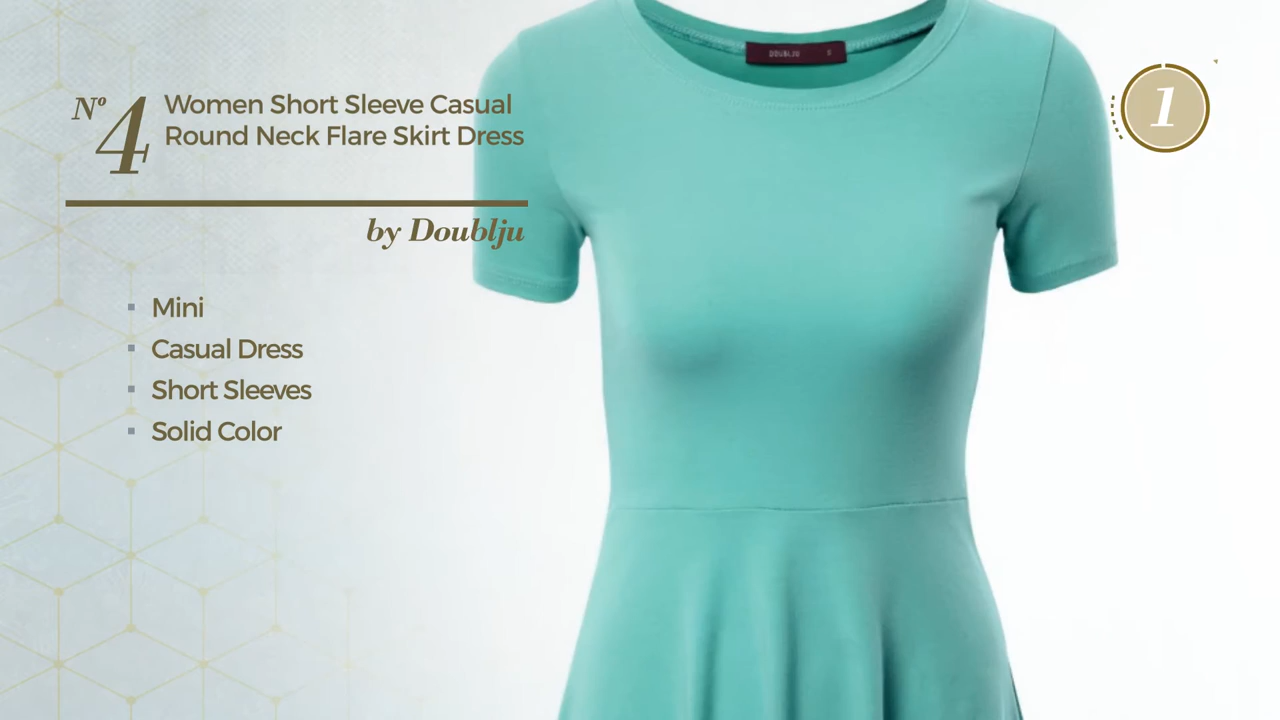 Nº 4
Women Short Sleeve Casual
Round Neck Flare Skirt Dress
by Doublju
▪ Mini
▪ Casual Dress
▪ Short Sleeves
▪ Solid Color
DOUBLJU S
1